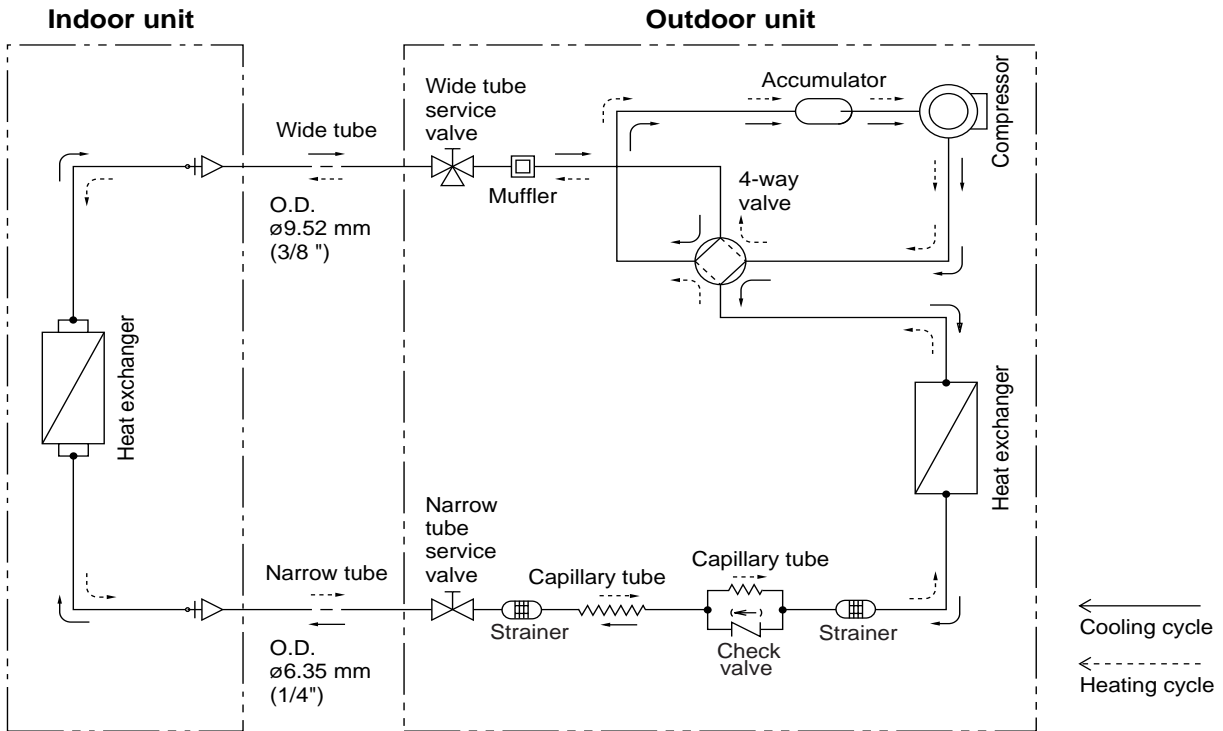 Indoor unit
Outdoor unit
Accumulator
Compressor
Wide tube
service
valve
Wide tube
Muffler
4-way
valve
O.D.
ø9.52 mm
(3/8 ")
Heat exchanger
Heat exchanger
Narrow
tube
service
valve
Narrow tube
Capillary tube
Capillary tube
Strainer
Check
valve
Strainer
O.D.
ø6.35 mm
(1/4")
Cooling cycle
Heating cycle